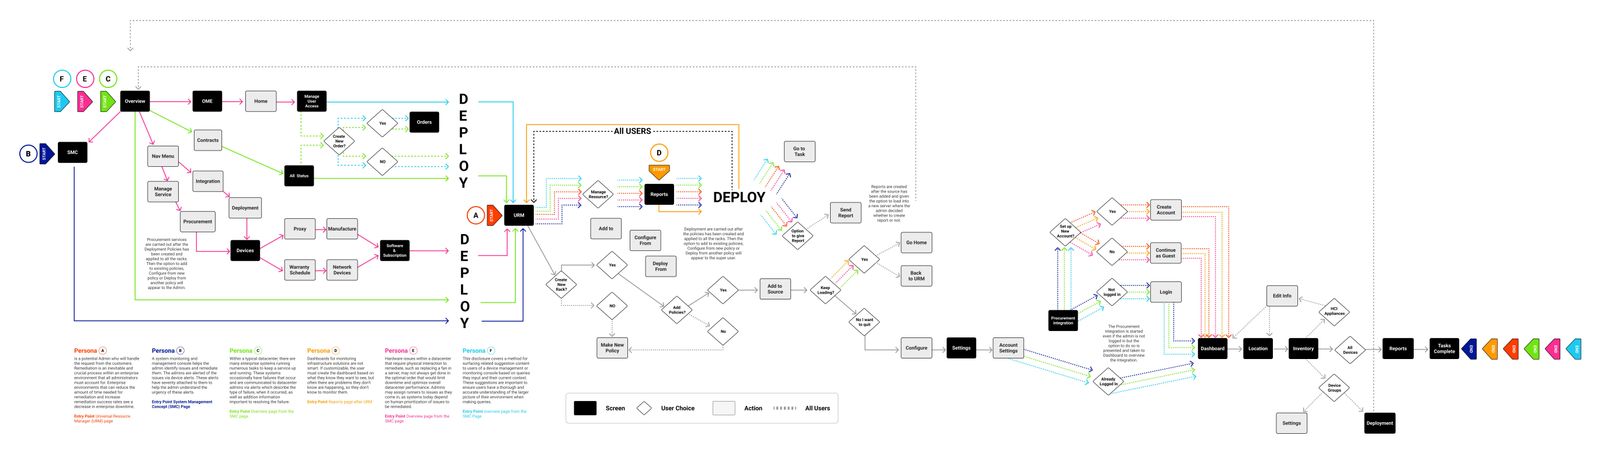 F
E
C
START
START
START
Overview
OME
Home
Manage
User
Access
Create
New
Order?
Yes
Orders
NO
B
START
SMC
Contracts
Nav Menu
Integration
All Status
Manage
Service
Procurement
Deployment
Devices
Proxy
Manufacture
Warranty
Schedule
Network
Devices
Software
&
Subscription
Procurement services
are carried out after the
Deployment Policies has
been created and
applied to all the racks.
Then the option to add
to existing policies,
Configure from new
policy or Deploy from
another policy will
appear to the Admin.
D
E
P
L
O
Y
D
E
P
L
O
Y
A
START
URM
All USERS
D
START
Manage
Resource?
Reports
DEPLOY
Go to
Task
Option
to give
Report
Send
Report
Add to
Configure
From
Deploy
From
Deployment are carried out after
the policies has been created and
applied to all the racks. Then the
option to add to existing policies,
Configure from new policy or
Deploy from another policy will
appear to the super user.
Reports are created
after the source has
been added and given
the option to load into
a new server where the
admin decided
whether to create
report or not.
Create
New
Rack?
Yes
NO
Make New
Policy
Add
Policies?
Yes
No
Add to
Source
Keep
Loading?
Yes
No I want
to quit
Go Home
Back
to URM
Configure
Settings
Account
Settings
Set up
New
Account?
Yes
No
Create
Account
Continue
as Guest
Procurement
Integration
Not
logged in
Login
Already
Logged In
The Procurement
Integration is started
even if the admin is not
logged in but the
option to do so is
presented and taken to
Dashboard to overview
the integration.
Dashboard
Location
Inventory
Edit Info
HCI
Appliances
All
Devices
Device
Groups
Settings
Deployment
Reports
Tasks
Complete
END
END
END
END
END
END
Persona A
is a potential Admin who will handle
the request from the customers.
Remediation is an inevitable and
crucial process within an enterprise
environment that all administrators
must account for. Enterprise
environments that can reduce the
amount of time needed for
remediation and increase
remediation success rates see a
decrease in enterprise downtime.
Entry Point Universal Resource
Manager (URM) page
Persona B
A system monitoring and
management console helps the
admin identify issues and remediate
them. The admins are alerted of the
issues via device alerts. These alerts
have severity attached to them to
help the admin understand the
urgency of these alerts
Entry Point System Management
Concept (SMC) Page
Persona C
Within a typical datacenter, there are
many enterprise systems running
numerous tasks to keep a service up
and running. These systems
occasionally have failures that occur
and are communicated to datacenter
admins via alerts which describe the
type of failure, when it occurred, as
well as addition information
important to resolving the failure.
Entry Point Overview page from the
SMC page
Persona D
Dashboards for monitoring
infrastructure solutions are not
smart. If customizable, the user
must create the dashboard based on
what they know they want to see, but
often there are problems they don't
know are happening, so they don't
know to monitor them.
Entry Point Reports page after URM
Persona E
Hardware issues within a datacenter
that require physical interaction to
remediate, such as replacing a fan in
a server, may not always get done in
the optimal order that would limit
downtime and optimize overall
datacenter performance. Admins
may assign runners to issues as they
come in, as systems today depend
on human prioritization of issues to
be remediated.
Entry Point Overview page from the
SMC page
Persona F
This disclosure covers a method for
surfacing related suggestion content
to users of a device management or
monitoring console based on queries
they input and their current context.
These suggestions are important to
ensure users have a thorough and
accurate understanding of the larger
picture of their environment when
making queries.
Entry Point Overview page from the
SMC Page
Screen
User Choice
Action
All Users